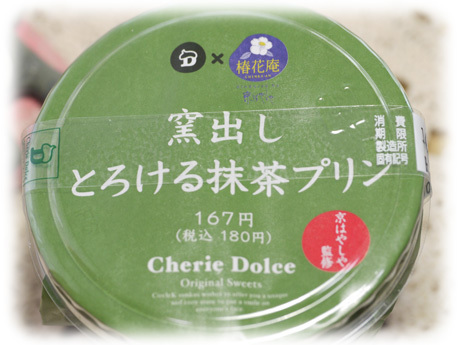 ×
椿花庵
窯出し
とろける抹茶プリン
167円
(税込 180円)
京はやしや
監修
Cherie Dolce
Original Sweets
消費
期限
製造所
固有記号